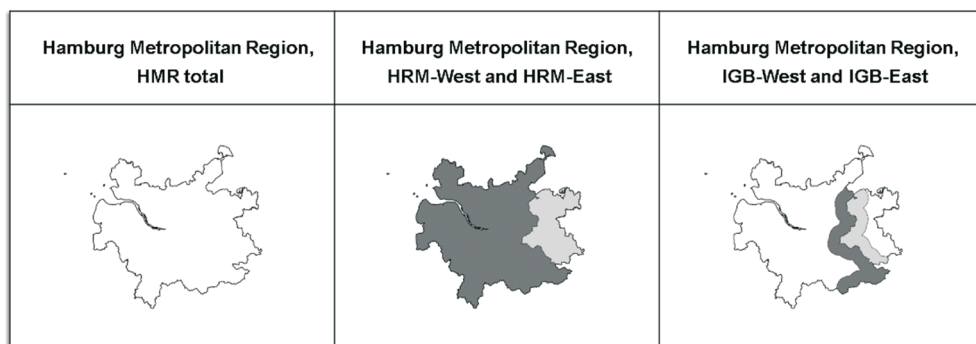 Hamburg Metropolitan Region,
HMR total
Hamburg Metropolitan Region,
HRM-West and HRM-East
Hamburg Metropolitan Region,
IGB-West and IGB-East